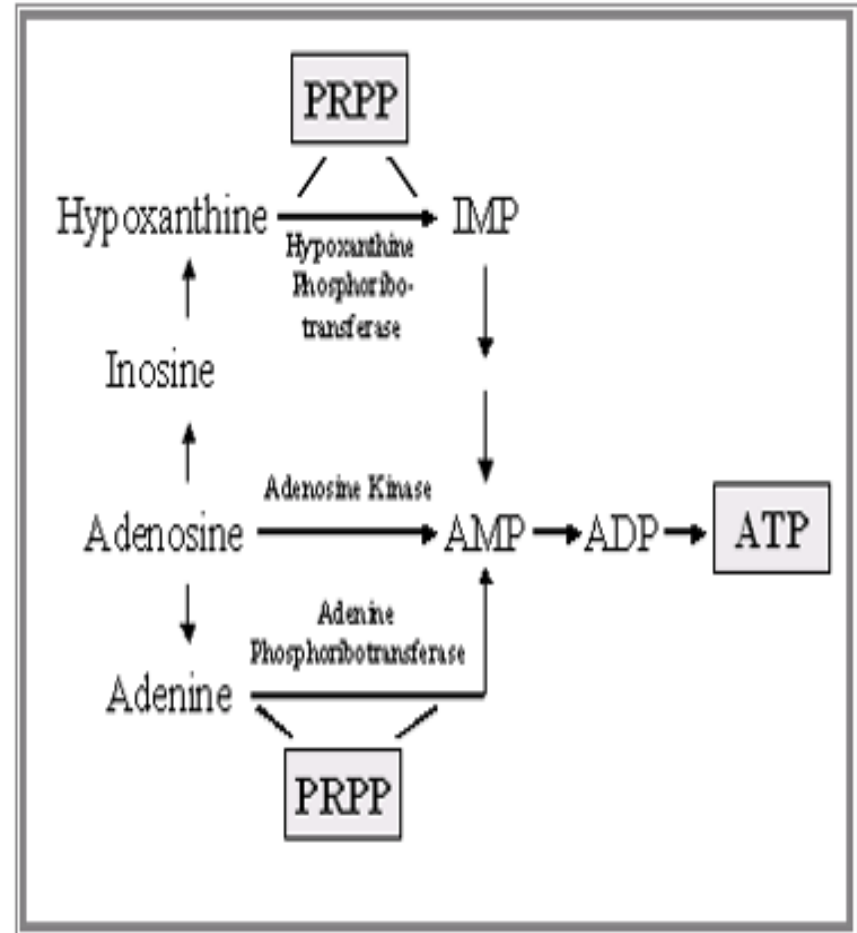 PRPP
Hypoxanthine
IMP
Hypoxanthine
Phosphoribo-
transferase
Inosine
Adenosine Kinase
Adenosine
AMP
ADP
ATP
Adenine
Phosphoribotransferase
Adenine
PRPP